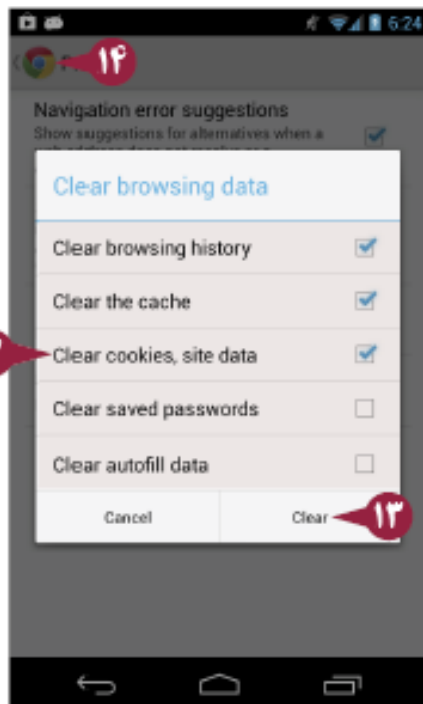 6:24
۱۴
Navigation error suggestions
Show suggestions for alternatives when a
Clear browsing data
Clear browsing history
Clear the cache
Clear cookies, site data
Clear saved passwords
Clear autofill data
Cancel Clear ۱۳